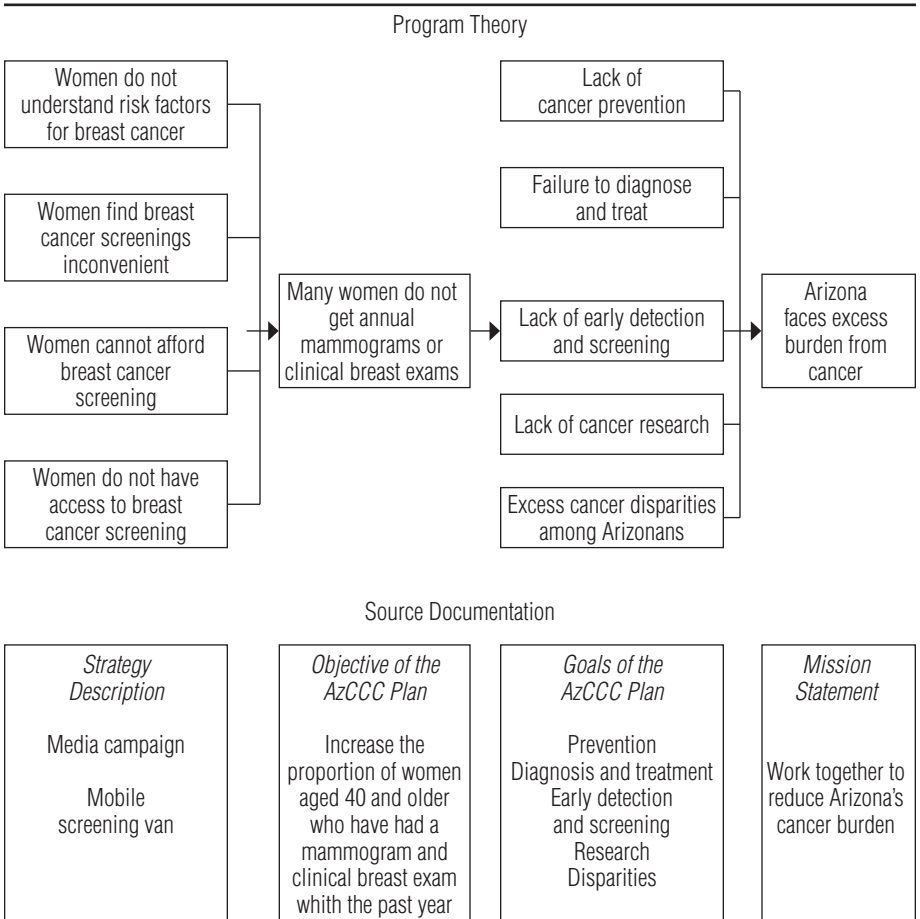 Program Theory
Women do not
understand risk factors
for breast cancer
Women find breast
cancer screenings
inconvenient
Women cannot afford
breast cancer
screening
Women do not have
access to breast
cancer screening
Many women do not
get annual
mammograms or
clinical breast exams
Lack of
cancer prevention
Failure to diagnose
and treat
Lack of early detection
and screening
Lack of cancer research
Excess cancer disparities
among Arizonans
Arizona
faces excess
burden from
cancer
Source Documentation
Strategy
Description
Media campaign
Mobile
screening van
Objective of the
AzCCC Plan
Increase the
proportion of women
aged 40 and older
who have had a
mammogram and
clinical breast exam
whith the past year
Goals of the
AzCCC Plan
Prevention
Diagnosis and treatment
Early detection
and screening
Research
Disparities
Mission
Statement
Work together to
reduce Arizona's
cancer burden